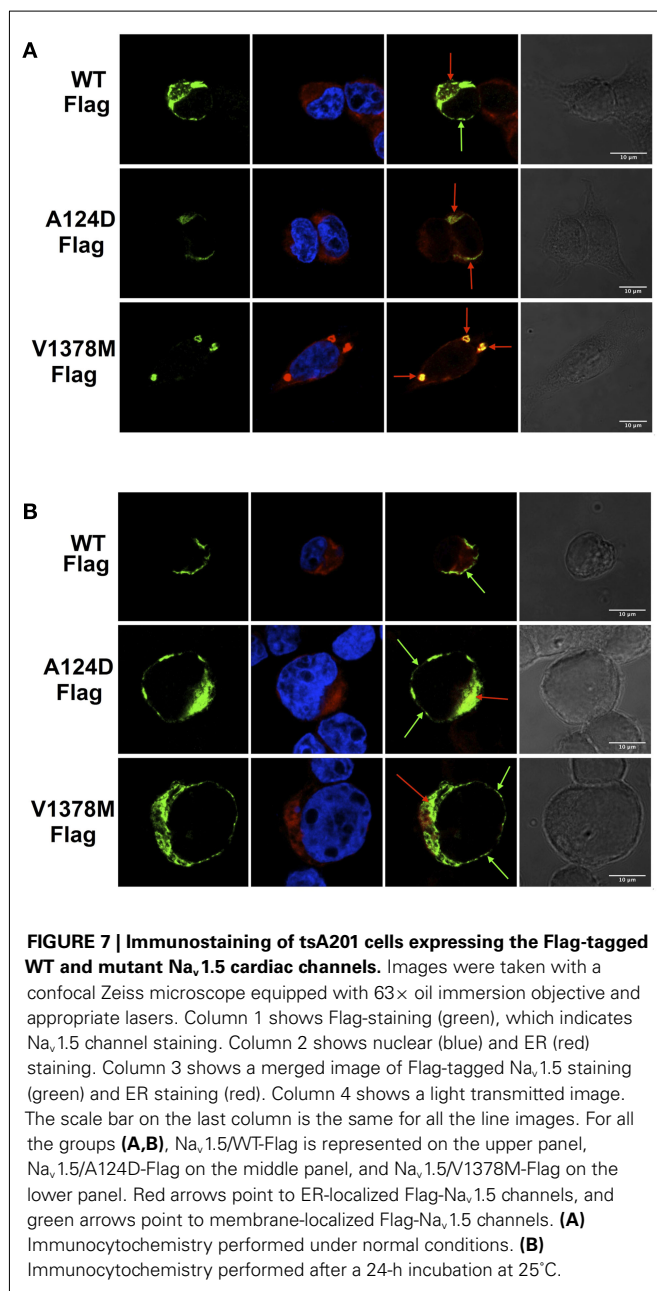 A
WT
Flag
10 µm
A124D
Flag
10 µm
V1378M
Flag
10 µm
B
WT
Flag
10 µm
A124D
Flag
10 µm
V1378M
Flag
10 µm
FIGURE 7 | Immunostaining of tsA201 cells expressing the Flag-tagged
WT and mutant Nav1.5 cardiac channels. Images were taken with a
confocal Zeiss microscope equipped with 63× oil immersion objective and
appropriate lasers. Column 1 shows Flag-staining (green), which indicates
Nav1.5 channel staining. Column 2 shows nuclear (blue) and ER (red)
staining. Column 3 shows a merged image of Flag-tagged Nav1.5 staining
(green) and ER staining (red). Column 4 shows a light transmitted image.
The scale bar on the last column is the same for all the line images. For all
the groups (A,B), Nav1.5/WT-Flag is represented on the upper panel,
Nav1.5/A124D-Flag on the middle panel, and Nav1.5/V1378M-Flag on the
lower panel. Red arrows point to ER-localized Flag-Nav1.5 channels, and
green arrows point to membrane-localized Flag-Nav1.5 channels. (A)
Immunocytochemistry performed under normal conditions. (B)
Immunocytochemistry performed after a 24-h incubation at 25˚C.